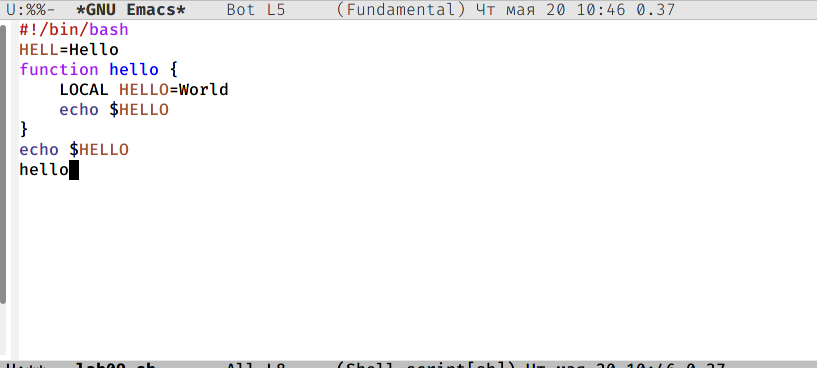 U:%%-  *GNU Emacs*    Bot L5     (Fundamental) Чт мая 20 10:46 0.37
#!/bin/bash
HELL=Hello
function hello {
    LOCAL HELLO=World
    echo $HELLO
}
echo $HELLO
hello